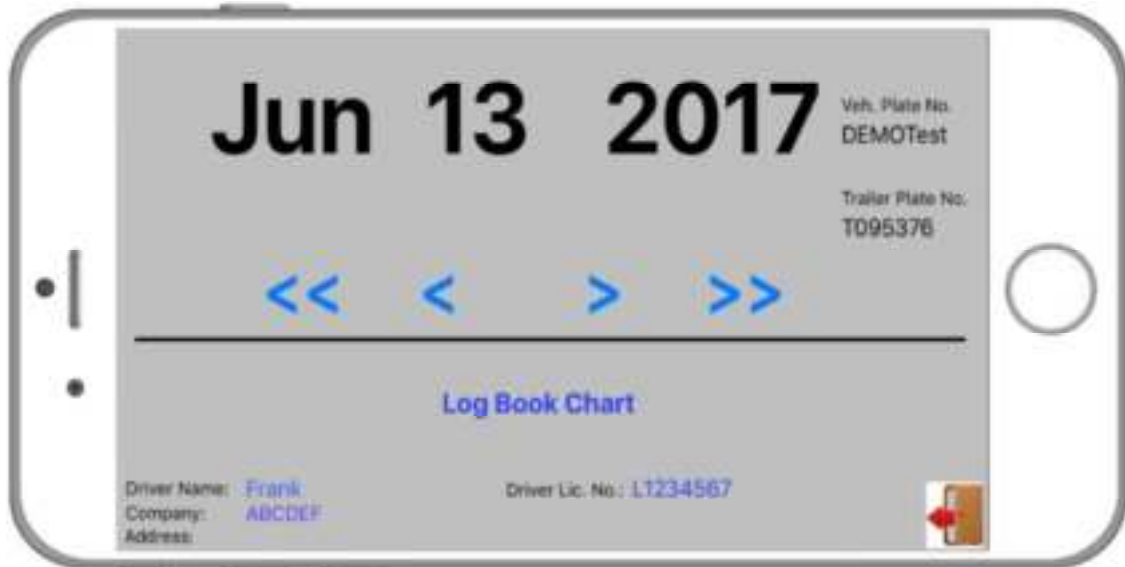 Jun 13 2017
Veh. Plate No.
DEMOTest
Trailer Plate No.
T095376
<< < > >>
Log Book Chart
Driver Name: Frank
Driver Lic. No.: L1234567
Company: ABCDEF
Address: